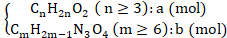 { CₙH₂ₙO₂ ( n ≥ 3): a (mol)
CₘH₂ₘ₋₁N₃O₄ (m ≥ 6): b (mol)